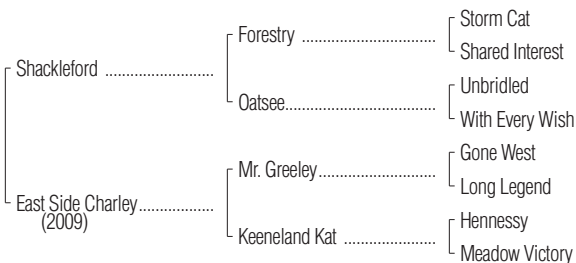 Storm Cat
Forestry ................................
Shared Interest
Shackleford ..........................
Unbridled
Oatsee....................................
With Every Wish
Gone West
Mr. Greeley............................
Long Legend
East Side Charley..................
(2009)
Hennessy
Keeneland Kat ......................
Meadow Victory